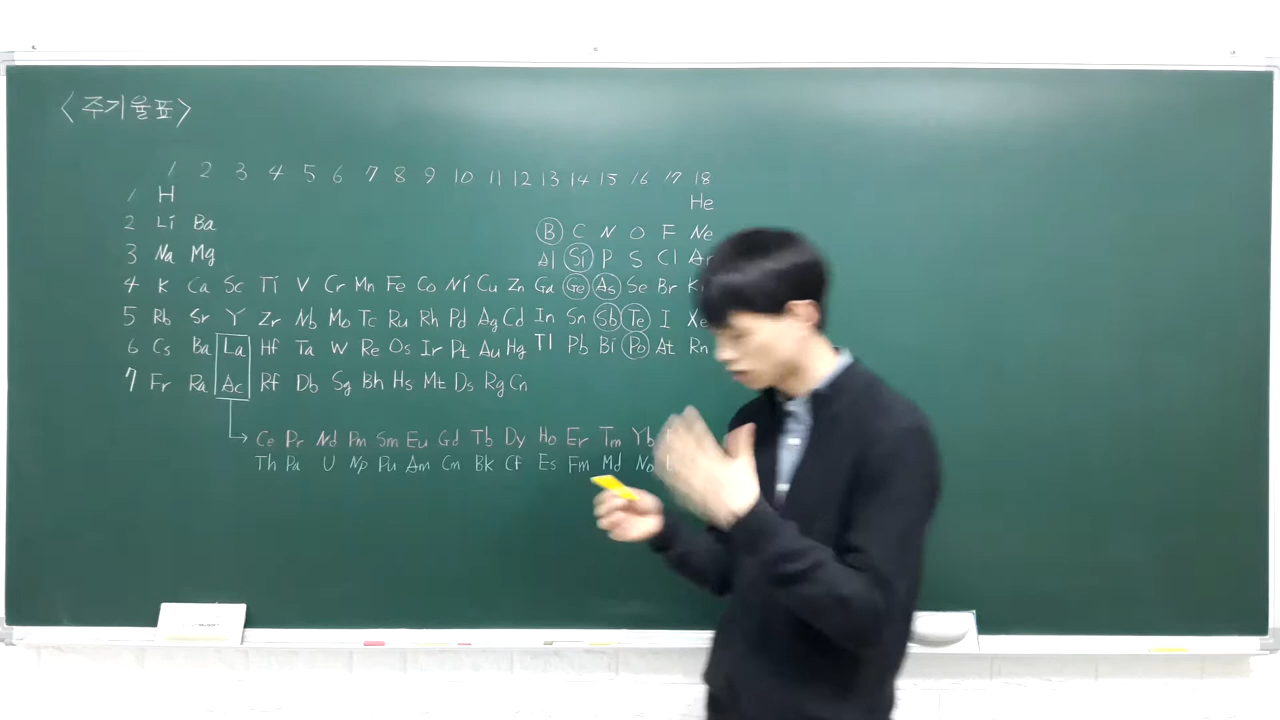 <주기율표>
1 2 3 4 5 6 7 8 9 10 11 12 13 14 15 16 17 18
1 H He
2 Li Ba B C N O F Ne
3 Na Mg Al Si P S Cl Ar
4 K Ca Sc Ti V Cr Mn Fe Co Ni Cu Zn Ga Ge As Se Br Kr
5 Rb Sr Y Zr Nb Mo Tc Ru Rh Pd Ag Cd In Sn Sb Te I Xe
6 Cs Ba La Hf Ta W Re Os Ir Pt Au Hg Tl Pb Bi Po At Rn
7 Fr Ra Ac Rf Db Sg Bh Hs Mt Ds Rg Cn
Ce Pr Nd Pm Sm Eu Gd Tb Dy Ho Er Tm Yb
Th Pa U Np Pu Am Cm Bk Cf Es Fm Md No